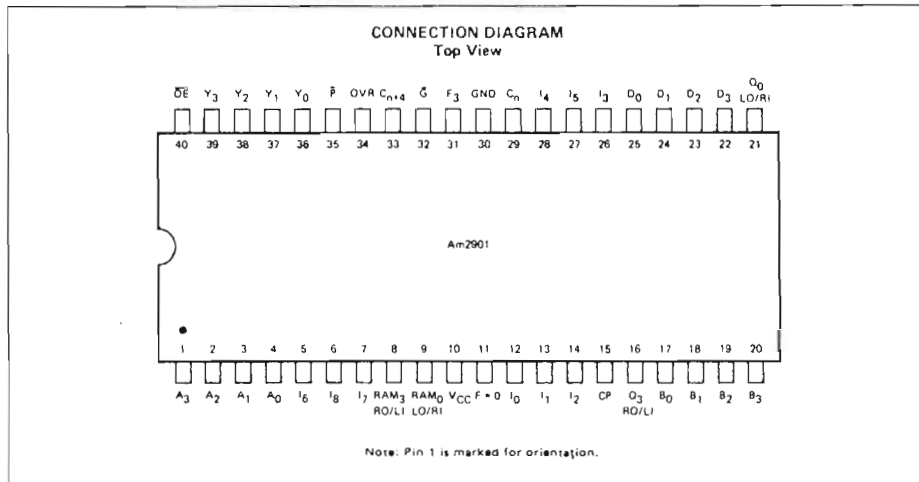 CONNECTION DIAGRAM
Top View
O̅E̅ Y₃ Y₂ Y₁ Y₀ P̅ OVR Cₙ₊₄ G̅ F₃ GND Cₙ I₄ I₅ I₃ D₀ D₁ D₂ D₃ Q₀
LO/RI
40 39 38 37 36 35 34 33 32 31 30 29 28 27 26 25 24 23 22 21
Am2901
1 2 3 4 5 6 7 8 9 10 11 12 13 14 15 16 17 18 19 20
A₃ A₂ A₁ A₀ I₆ I₈ I₇ RAM₃ RAM₀ VCC F = 0 I₀ I₁ I₂ CP Q₃ B₀ B₁ B₂ B₃
RO/LI LO/RI RO/LI
Note: Pin 1 is marked for orientation.